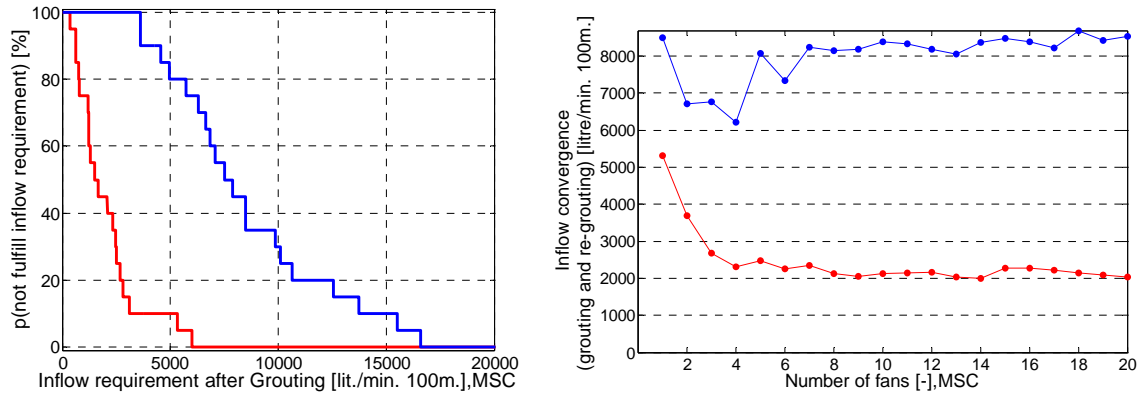 p(not fulfill inflow requirement) [%]
100
80
60
40
20
0
0 5000 10000 15000 20000
Inflow requirement after Grouting [lit./min. 100m.],MSC
Inflow convergence
(grouting and re-grouting) [litre/min. 100m.]
8000
7000
6000
5000
4000
3000
2000
1000
0
2 4 6 8 10 12 14 16 18 20
Number of fans [-],MSC